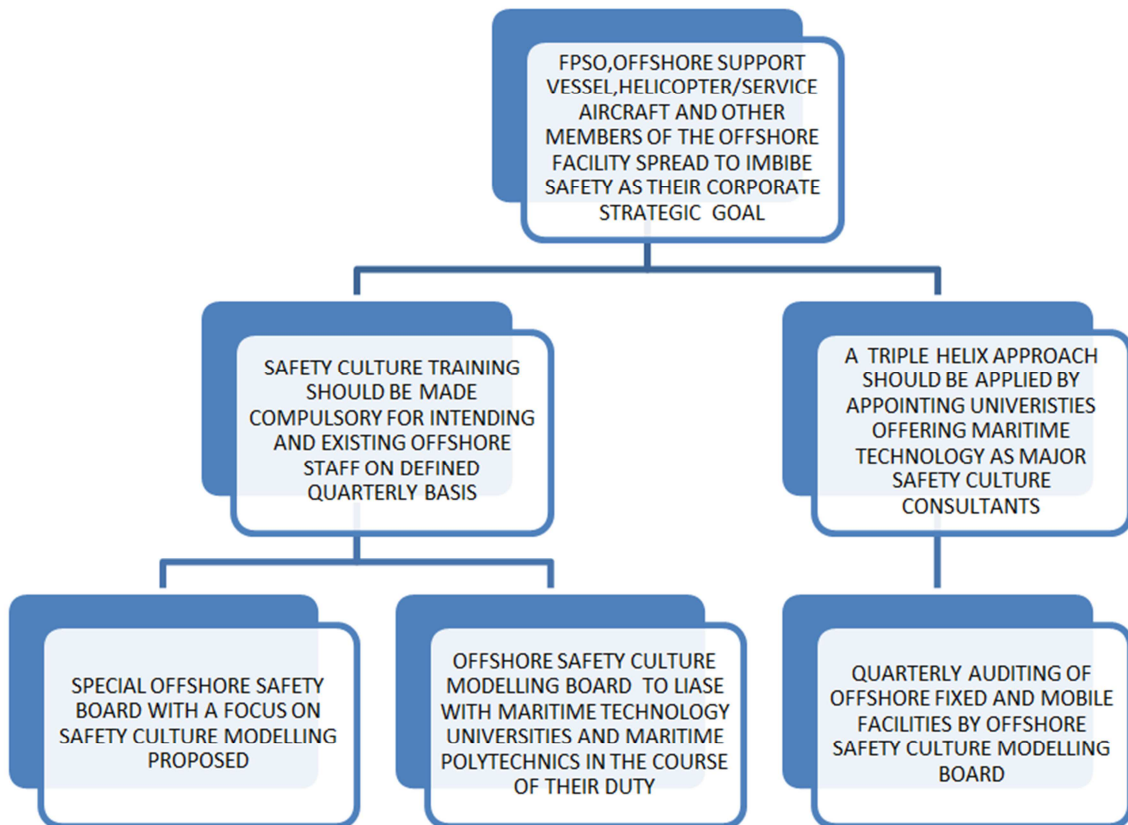 FPSO,OFFSHORE SUPPORT
VESSEL,HELICOPTER/SERVICE
AIRCRAFT AND OTHER
MEMBERS OF THE OFFSHORE
FACILITY SPREAD TO IMBIBE
SAFETY AS THEIR CORPORATE
STRATEGIC GOAL
SAFETY CULTURE TRAINING
SHOULD BE MADE
COMPULSORY FOR INTENDING
AND EXISTING OFFSHORE
STAFF ON DEFINED
QUARTERLY BASIS
A TRIPLE HELIX APPROACH
SHOULD BE APPLIED BY
APPOINTING UNIVERISTIES
OFFERING MARITIME
TECHNOLOGY AS MAJOR
SAFETY CULTURE
CONSULTANTS
SPECIAL OFFSHORE SAFETY
BOARD WITH A FOCUS ON
SAFETY CULTURE MODELLING
PROPOSED
OFFSHORE SAFETY CULTURE
MODELLING BOARD TO LIASE
WITH MARITIME TECHNOLOGY
UNIVERSITIES AND MARITIME
POLYTECHNICS IN THE COURSE
OF THEIR DUTY
QUARTERLY AUDITING OF
OFFSHORE FIXED AND MOBILE
FACILITIES BY OFFSHORE
SAFETY CULTURE MODELLING
BOARD